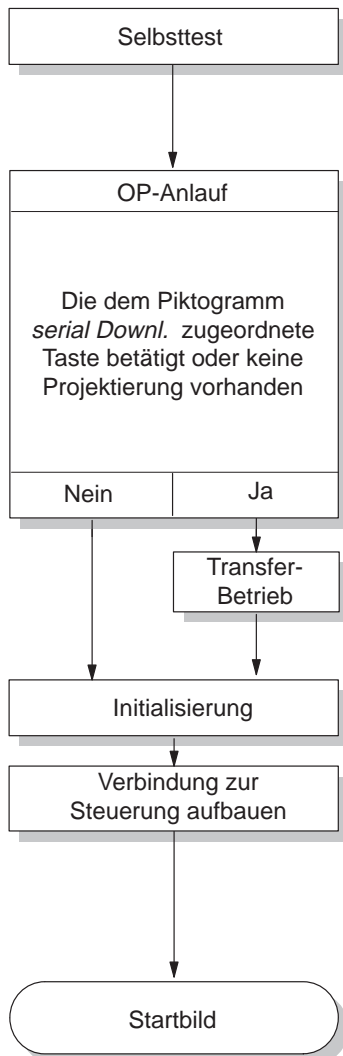 Selbsttest
OP-Anlauf
Die dem Piktogramm
serial Downl. zugeordnete
Taste betätigt oder keine
Projektierung vorhanden
Nein
Ja
Transfer-
Betrieb
Initialisierung
Verbindung zur
Steuerung aufbauen
Startbild